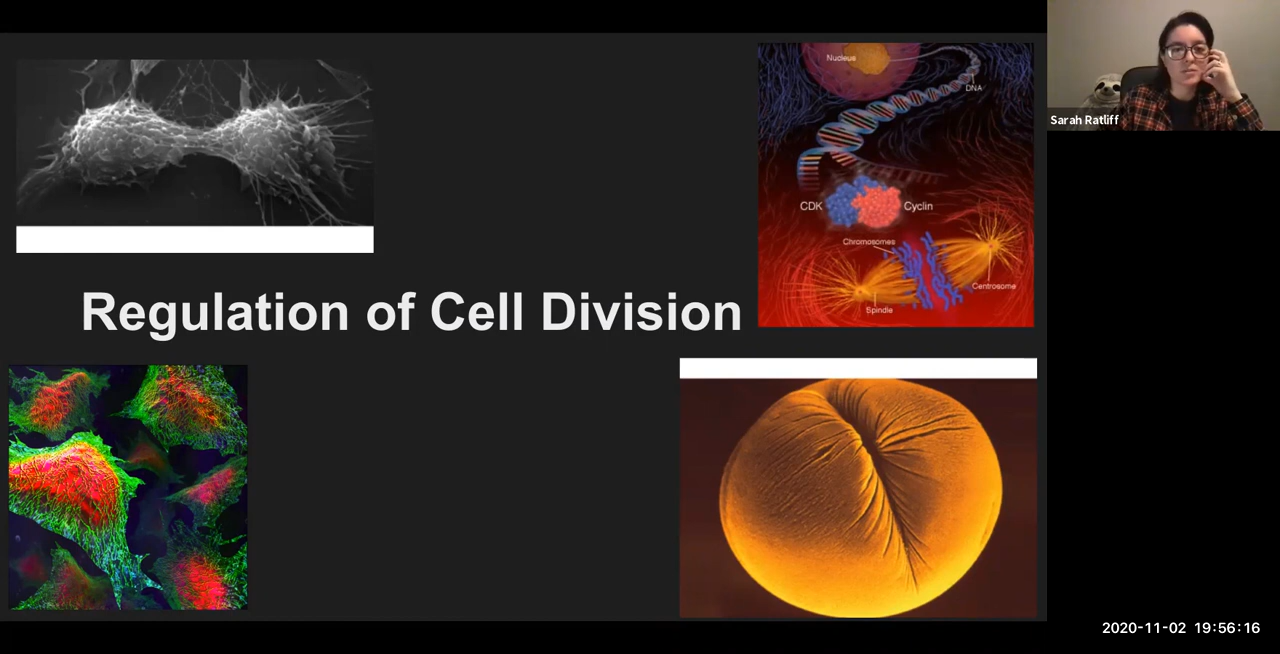 Nucleus
DNA
CDK
Cyclin
Chromosomes
Centrosome
Spindle
Regulation of Cell Division
Sarah Ratliff
2020-11-02 19:56:16